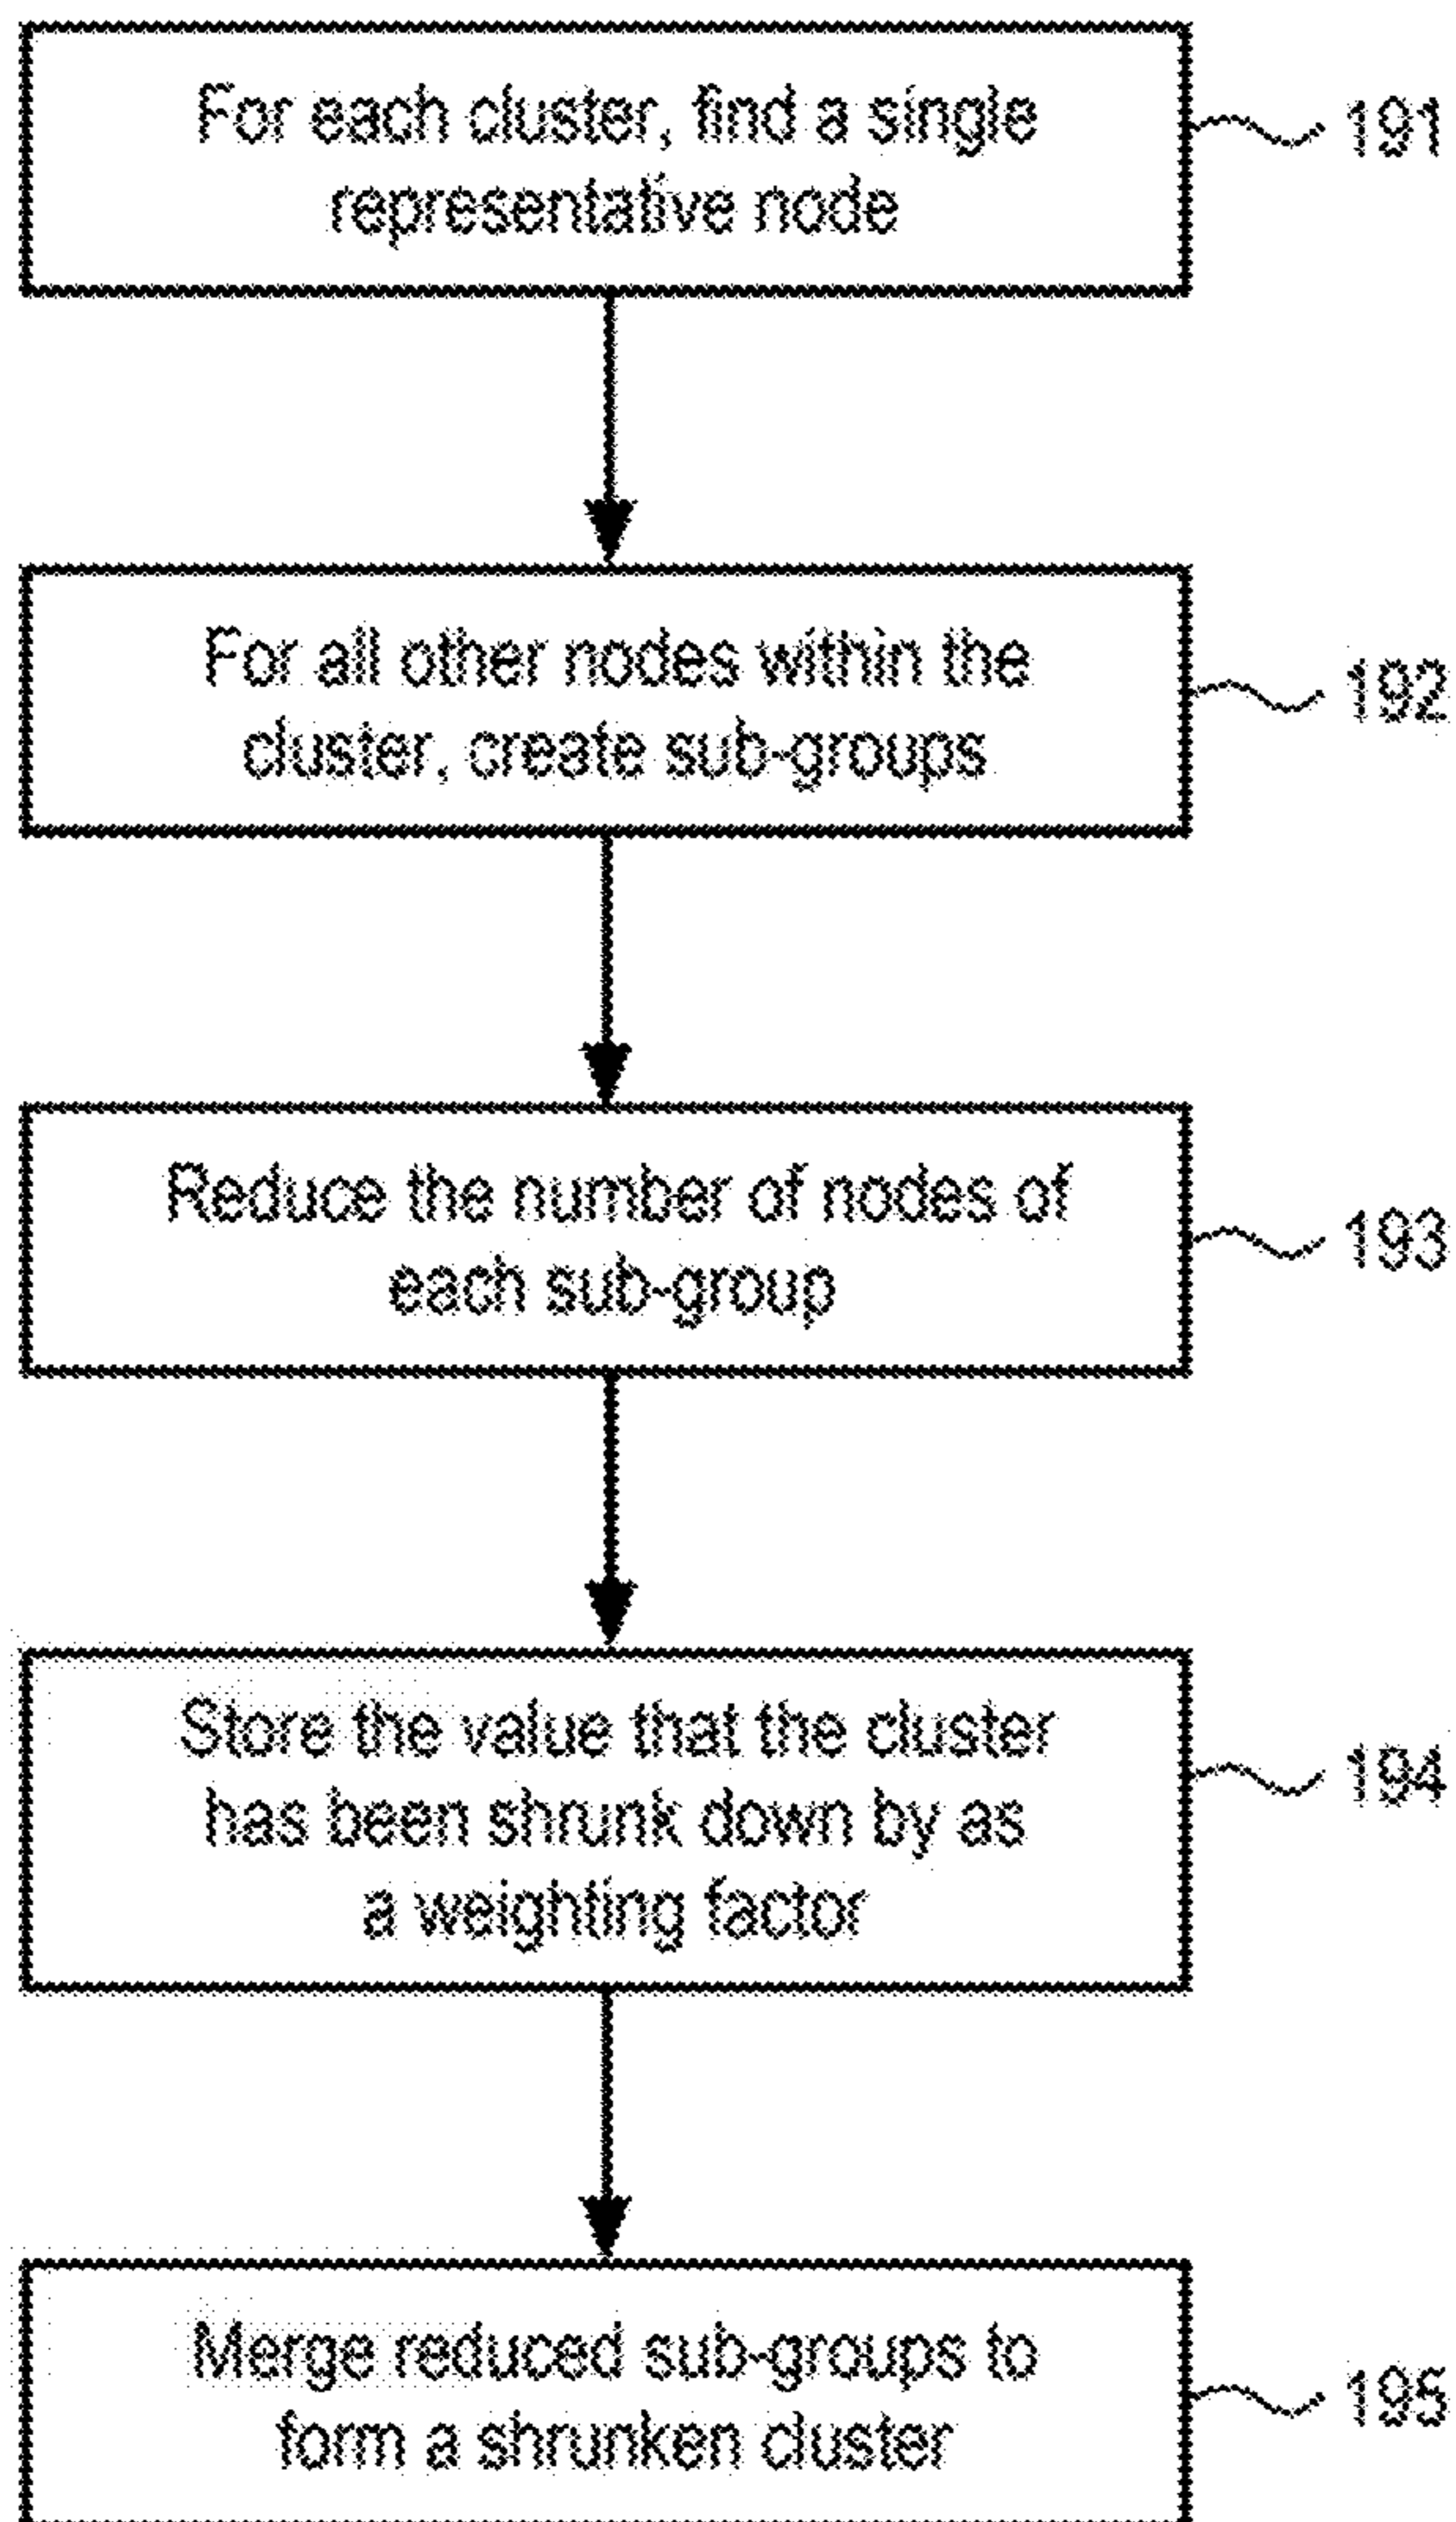 For each cluster, find a single
representative node
191
For all other nodes within the
cluster, create sub-groups
192
Reduce the number of nodes of
each sub-group
193
Store the value that the cluster
has been shrunk down by as
a weighting factor
194
Merge reduced sub-groups to
form a shrunken cluster
195